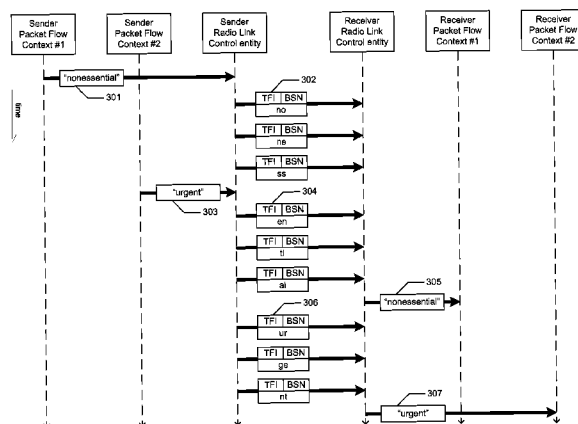 Sender
Packet Flow
Context #1
Sender
Packet Flow
Context #2
Sender
Radio Link
Control entity
Receiver
Radio Link
Control entity
Receiver
Packet Flow
Context #1
Receiver
Packet Flow
Context #2
time
"nonessential"
301
302
TFI BSN
no
TFI BSN
ne
TFI BSN
ss
"urgent"
303
304
TFI BSN
en
TFI BSN
ti
TFI BSN
al
305
"nonessential"
306
TFI BSN
ur
TFI BSN
ge
TFI BSN
nt
307
"urgent"